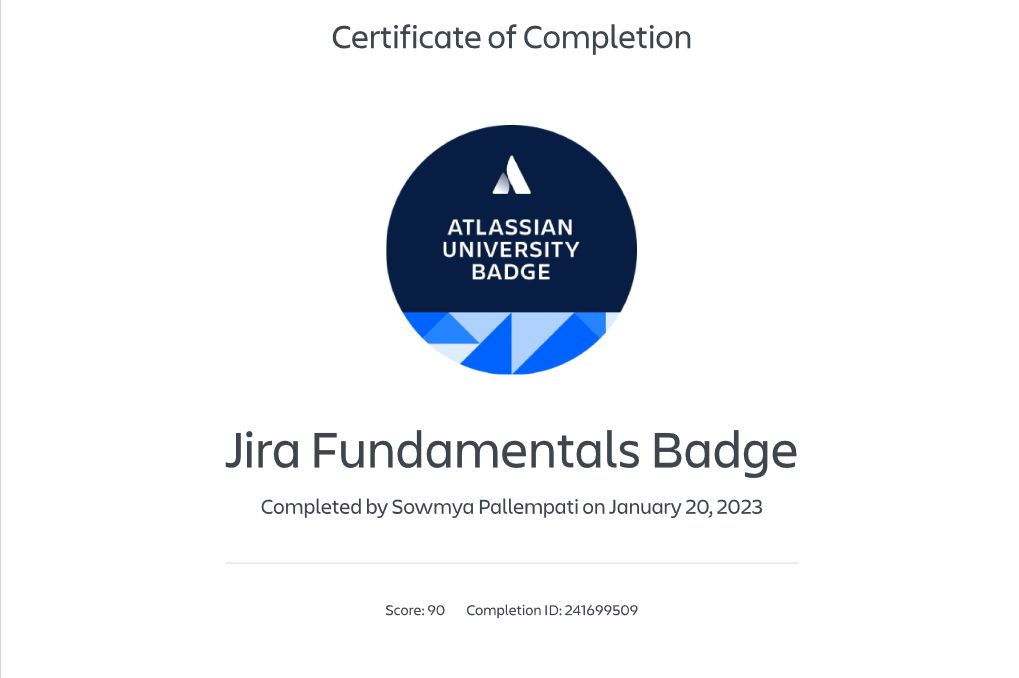 Certificate of Completion
ATLASSIAN
UNIVERSITY
BADGE
Jira Fundamentals Badge
Completed by Sowmya Pallempati on January 20, 2023
Score: 90 Completion ID: 241699509